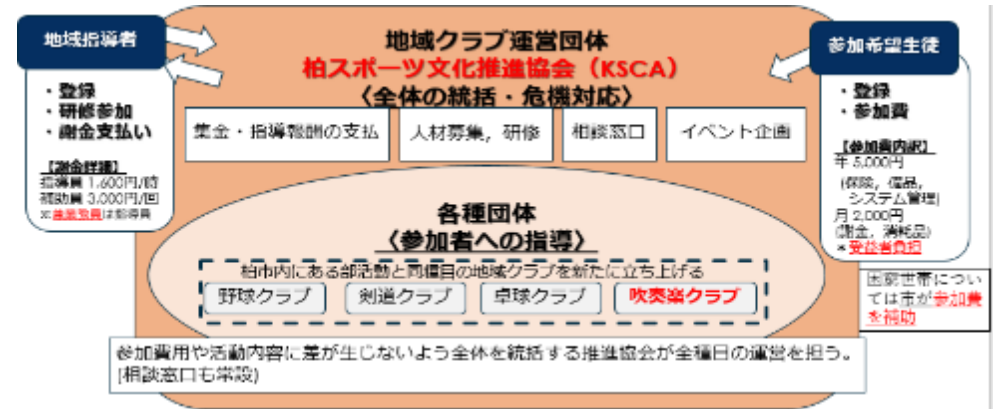 地域指導者
・登録
・研修参加
・謝金支払い
【謝金詳細】
指導員 1,600円/時
補助員 3,000円/回
※兼業教員は指導員
地域クラブ運営団体
柏スポーツ文化推進協会（KSCA）
〈全体の統括・危機対応〉
集金・指導報酬の支払
人材募集，研修
相談窓口
イベント企画
各種団体
〈参加者への指導〉
柏市内にある部活動と同種目の地域クラブを新たに立ち上げる
野球クラブ
剣道クラブ
卓球クラブ
吹奏楽クラブ
参加費用や活動内容に差が生じないよう全体を統括する推進協会が全種目の運営を担う。
(相談窓口も常設)
参加希望生徒
・登録
・参加費
【参加費内訳】
年 5,000円
(保険，備品，
システム管理)
月 2,000円
(謝金，消耗品)
＊受益者負担
困窮世帯につい
ては市が参加費
を補助